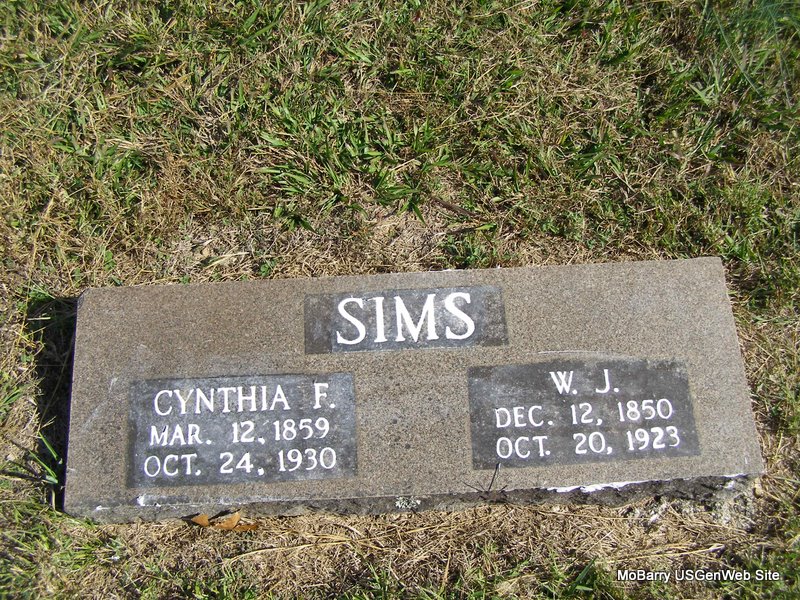 SIMS
CYNTHIA F.
MAR. 12, 1859
OCT. 24, 1930
W. J.
DEC. 12, 1850
OCT. 20, 1923
MoBarry USGenWeb Site